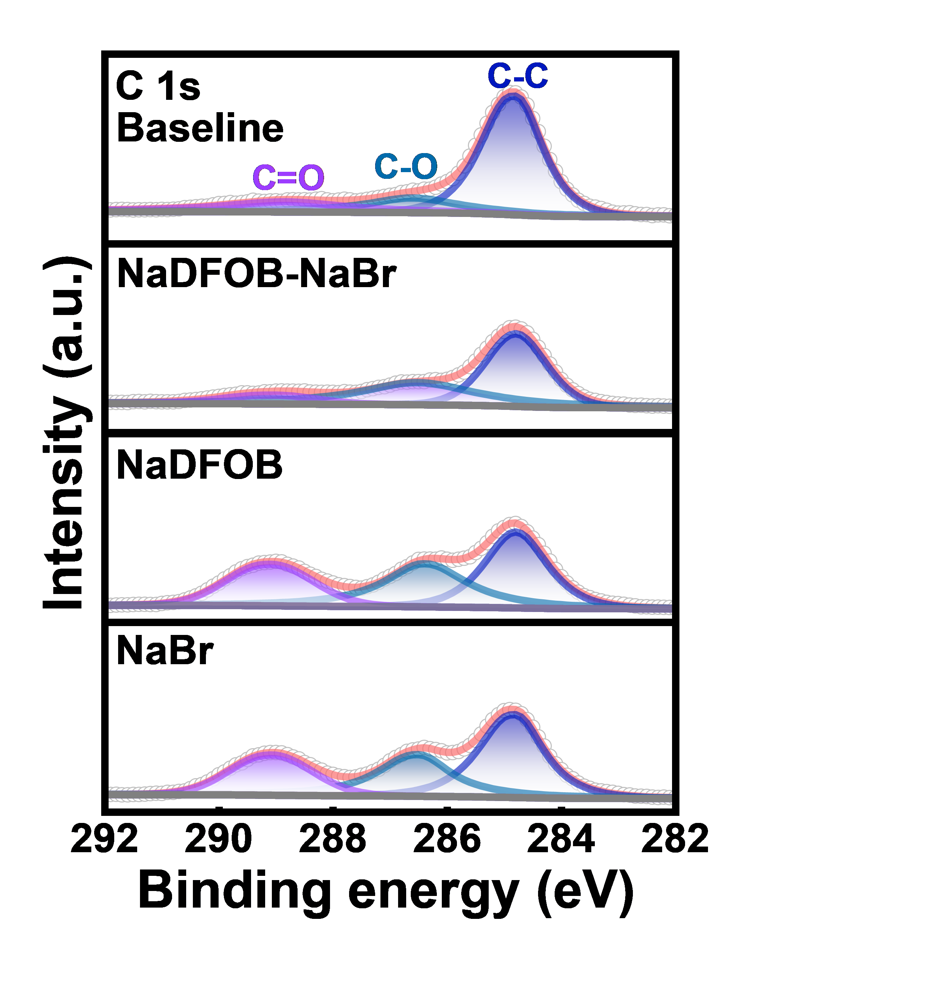 C 1s
Baseline
C-C
C-O
C=O
NaDFOB-NaBr
NaDFOB
NaBr
Intensity (a.u.)
292 290 288 286 284 282
Binding energy (eV)